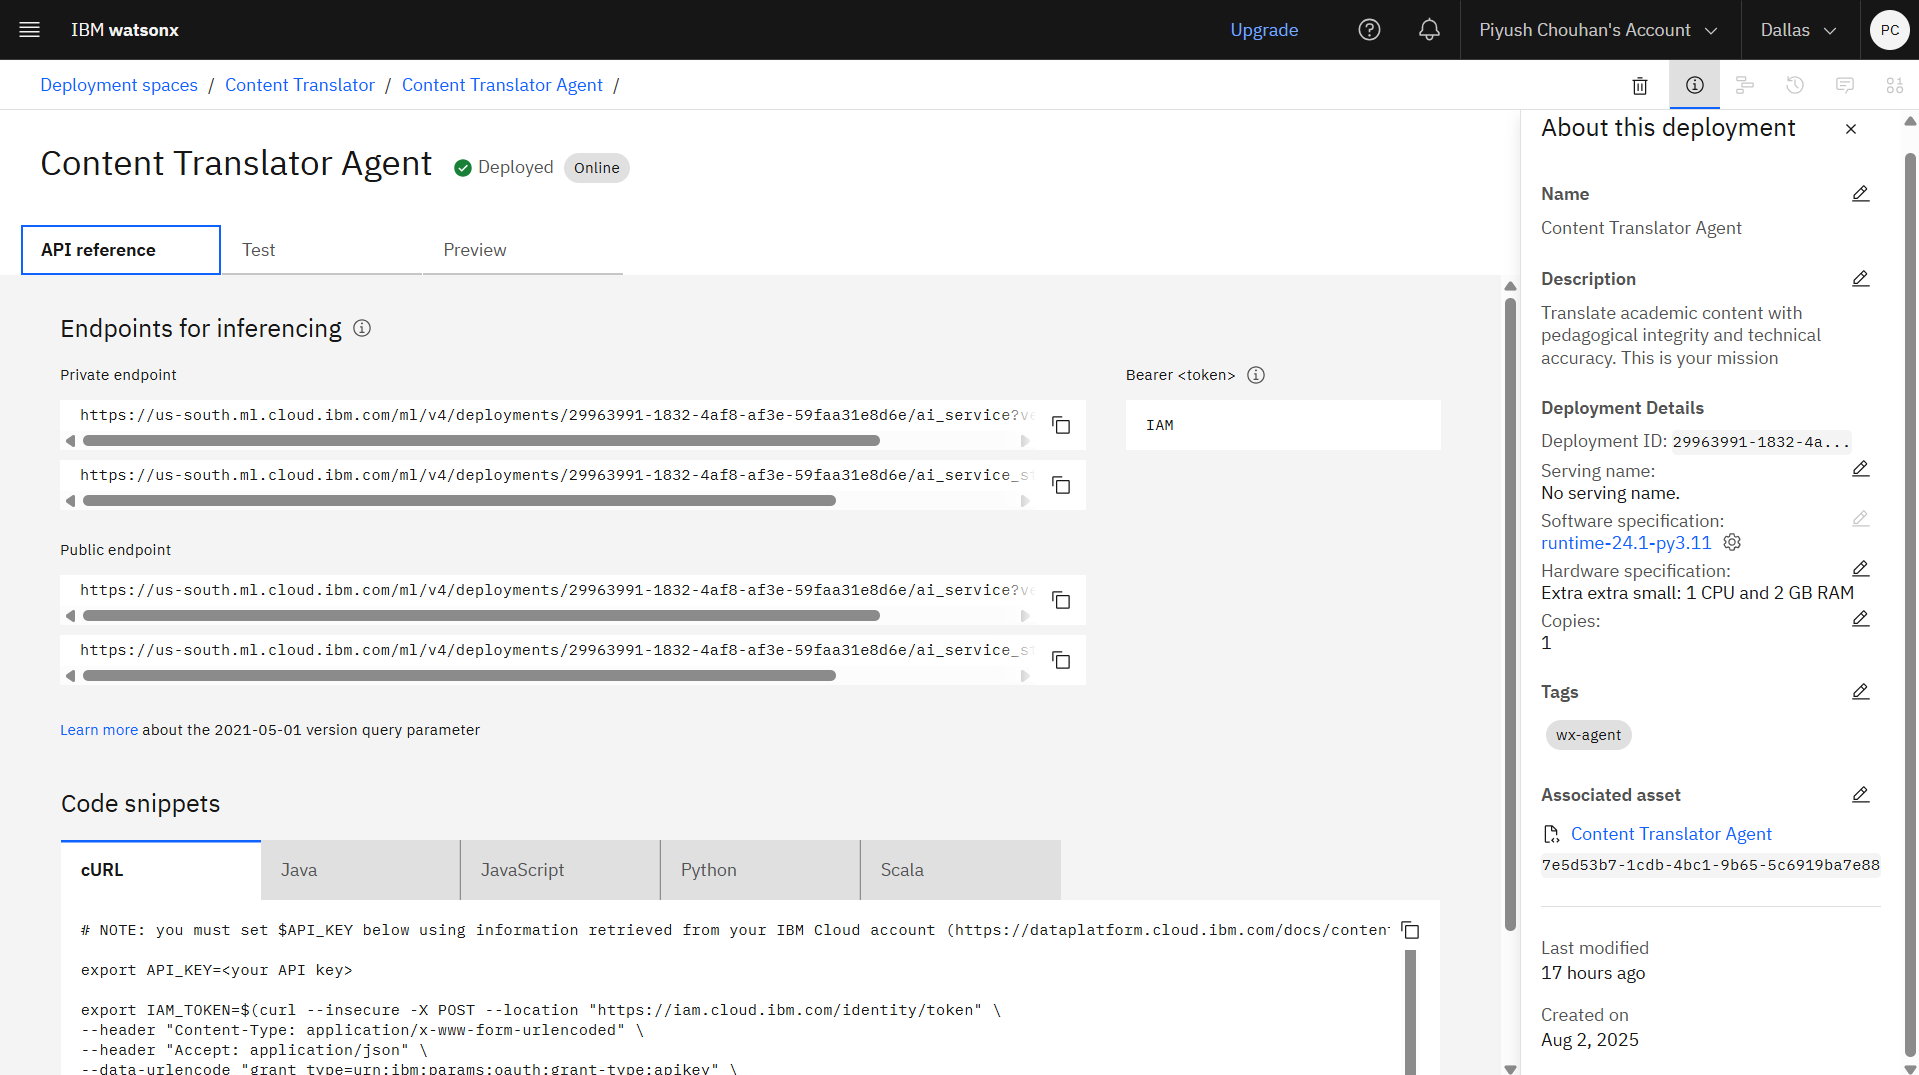 IBM watsonx
Upgrade
Piyush Chouhan's Account
Dallas
PC
Deployment spaces / Content Translator / Content Translator Agent /
Content Translator Agent
Deployed
Online
API reference
Test
Preview
Endpoints for inferencing
Private endpoint
https://us-south.ml.cloud.ibm.com/ml/v4/deployments/29963991-1832-4af8-af3e-59faa31e8d6e/ai_service?ve
https://us-south.ml.cloud.ibm.com/ml/v4/deployments/29963991-1832-4af8-af3e-59faa31e8d6e/ai_service_st
Bearer <token>
IAM
Public endpoint
https://us-south.ml.cloud.ibm.com/ml/v4/deployments/29963991-1832-4af8-af3e-59faa31e8d6e/ai_service?ve
https://us-south.ml.cloud.ibm.com/ml/v4/deployments/29963991-1832-4af8-af3e-59faa31e8d6e/ai_service_st
Learn more about the 2021-05-01 version query parameter
Code snippets
cURL
Java
JavaScript
Python
Scala
# NOTE: you must set $API_KEY below using information retrieved from your IBM Cloud account (https://dataplatform.cloud.ibm.com/docs/content
export API_KEY=<your API key>
export IAM_TOKEN=$(curl --insecure -X POST --location "https://iam.cloud.ibm.com/identity/token" \
--header "Content-Type: application/x-www-form-urlencoded" \
--header "Accept: application/json" \
--data-urlencode "grant_type=urn:ibm:params:oauth:grant-type:apikey" \
About this deployment
Name
Content Translator Agent
Description
Translate academic content with
pedagogical integrity and technical
accuracy. This is your mission
Deployment Details
Deployment ID: 29963991-1832-4a...
Serving name:
No serving name.
Software specification:
runtime-24.1-py3.11
Hardware specification:
Extra extra small: 1 CPU and 2 GB RAM
Copies:
1
Tags
wx-agent
Associated asset
Content Translator Agent
7e5d53b7-1cdb-4bc1-9b65-5c6919ba7e88
Last modified
17 hours ago
Created on
Aug 2, 2025